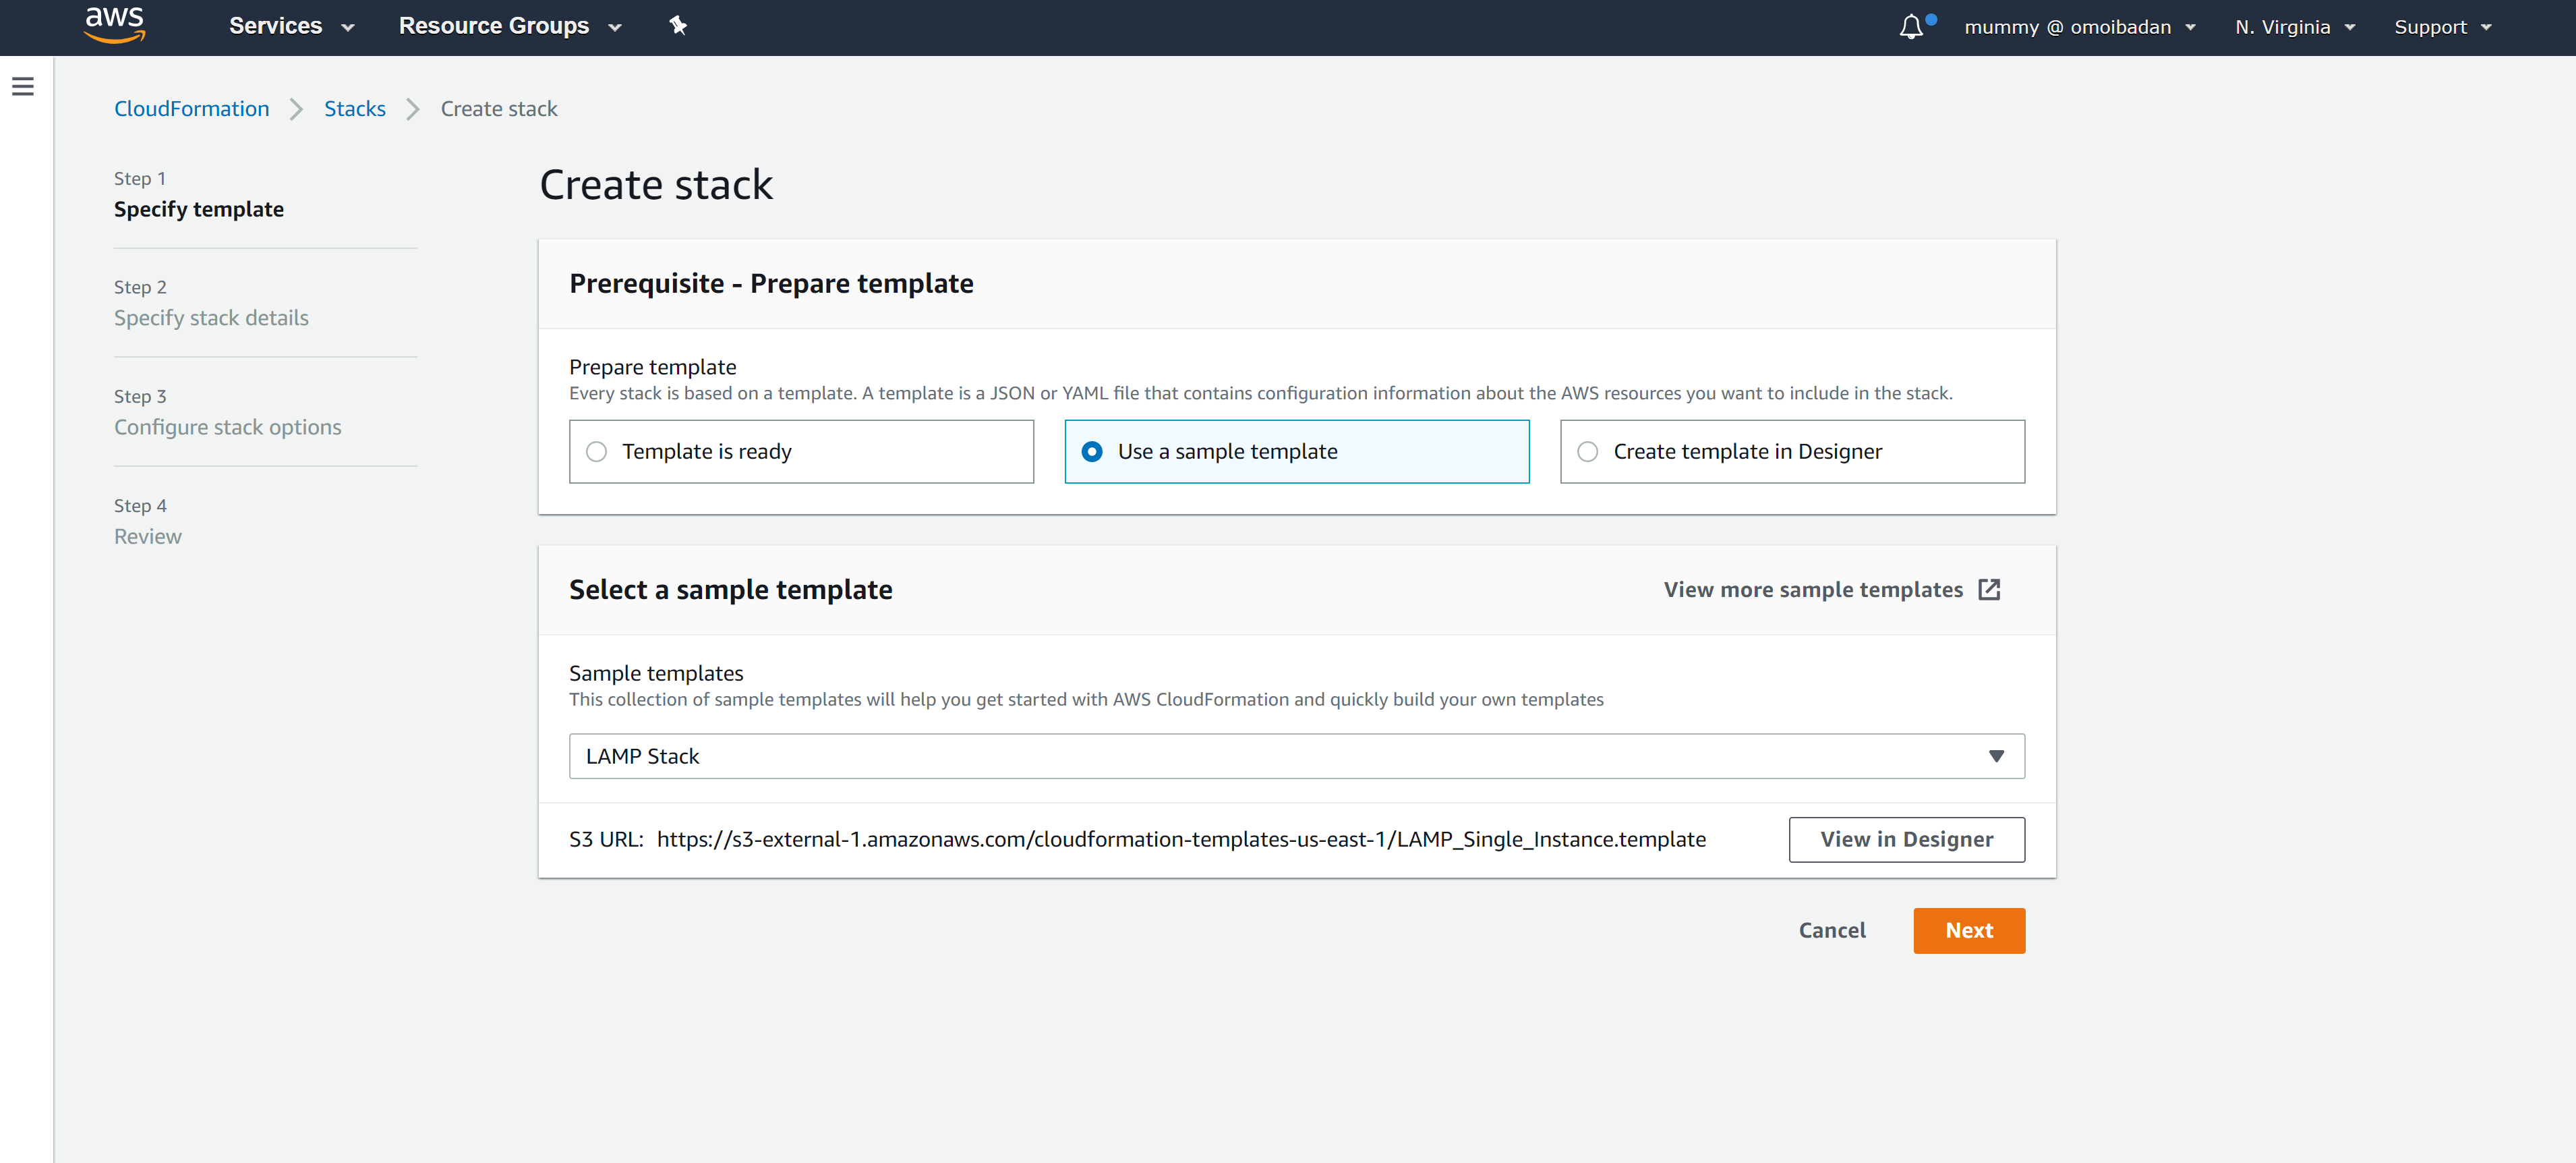 aws Services Resource Groups mummy @ omoibadan N. Virginia Support
CloudFormation Stacks Create stack
Step 1
Specify template
Step 2
Specify stack details
Step 3
Configure stack options
Step 4
Review
Create stack
Prerequisite - Prepare template
Prepare template
Every stack is based on a template. A template is a JSON or YAML file that contains configuration information about the AWS resources you want to include in the stack.
Template is ready Use a sample template Create template in Designer
Select a sample template View more sample templates
Sample templates
This collection of sample templates will help you get started with AWS CloudFormation and quickly build your own templates
LAMP Stack
S3 URL: https://s3-external-1.amazonaws.com/cloudformation-templates-us-east-1/LAMP_Single_Instance.template View in Designer
Cancel Next